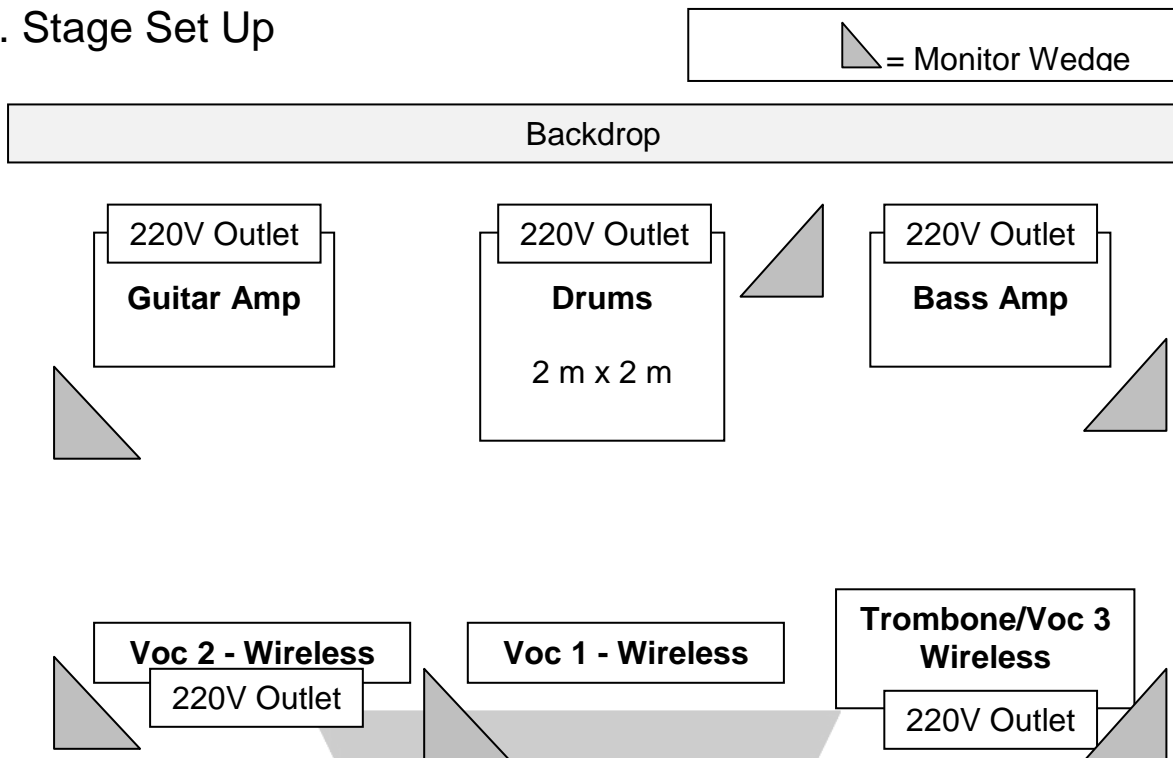 . Stage Set Up
= Monitor Wedge
Backdrop
220V Outlet
220V Outlet
220V Outlet
Guitar Amp
Drums
Bass Amp
2 m x 2 m
Voc 2 - Wireless
Voc 1 - Wireless
Trombone/Voc 3
Wireless
220V Outlet
220V Outlet